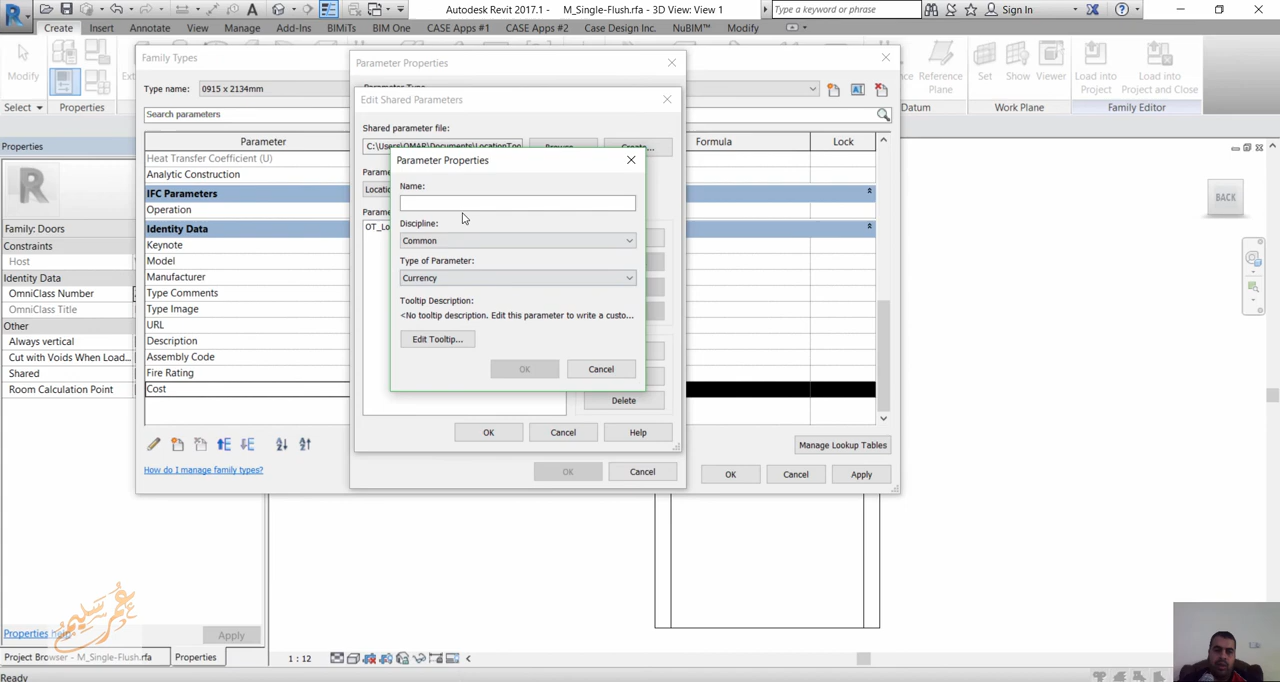 Autodesk Revit 2017.1 - M_Single-Flush.rfa - 3D View: View 1
Type a keyword or phrase
Sign In
Create Insert Annotate View Manage Add-Ins BIMiTs BIM One CASE Apps #1 CASE Apps #2 Case Design Inc. NuBIM™ Modify
Modify
Select
Properties
Reference Plane
Datum
Set Show Viewer
Work Plane
Load into Project
Load into Project and Close
Family Editor
Properties
Family: Doors
Constraints
Host
Identity Data
OmniClass Number
OmniClass Title
Other
Always vertical
Cut with Voids When Load...
Shared
Room Calculation Point
Properties help
Apply
Project Browser - M_Single-Flush.rfa
Properties
Ready
Family Types
Type name: 0915 x 2134mm
Search parameters
Parameter
Formula
Lock
Heat Transfer Coefficient (U)
Analytic Construction
IFC Parameters
Operation
Identity Data
Keynote
Model
Manufacturer
Type Comments
Type Image
URL
Description
Assembly Code
Fire Rating
Cost
How do I manage family types?
Manage Lookup Tables
OK Cancel Apply
Parameter Properties
OK Cancel
Edit Shared Parameters
Shared parameter file:
C:\Users\OMAR\Documents\LocationToo
Browse...
Create...
Delete
OK Cancel Help
Parameter Properties
Name:
Discipline:
Common
Type of Parameter:
Currency
Tooltip Description:
<No tooltip description. Edit this parameter to write a custo...
Edit Tooltip...
OK Cancel
BACK
1 : 12
عمر سليم